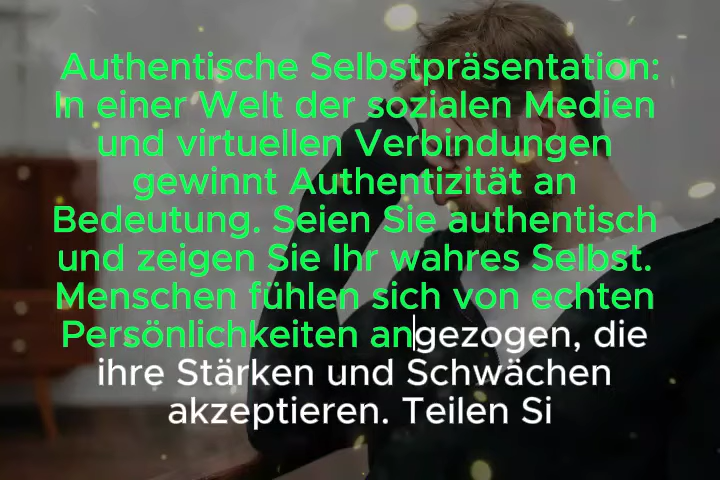 Authentische Selbstpräsentation:
In einer Welt der sozialen Medien
und virtuellen Verbindungen
gewinnt Authentizität an
Bedeutung. Seien Sie authentisch
und zeigen Sie Ihr wahres Selbst.
Menschen fühlen sich von echten
Persönlichkeiten angezogen, die
ihre Stärken und Schwächen
akzeptieren. Teilen Si